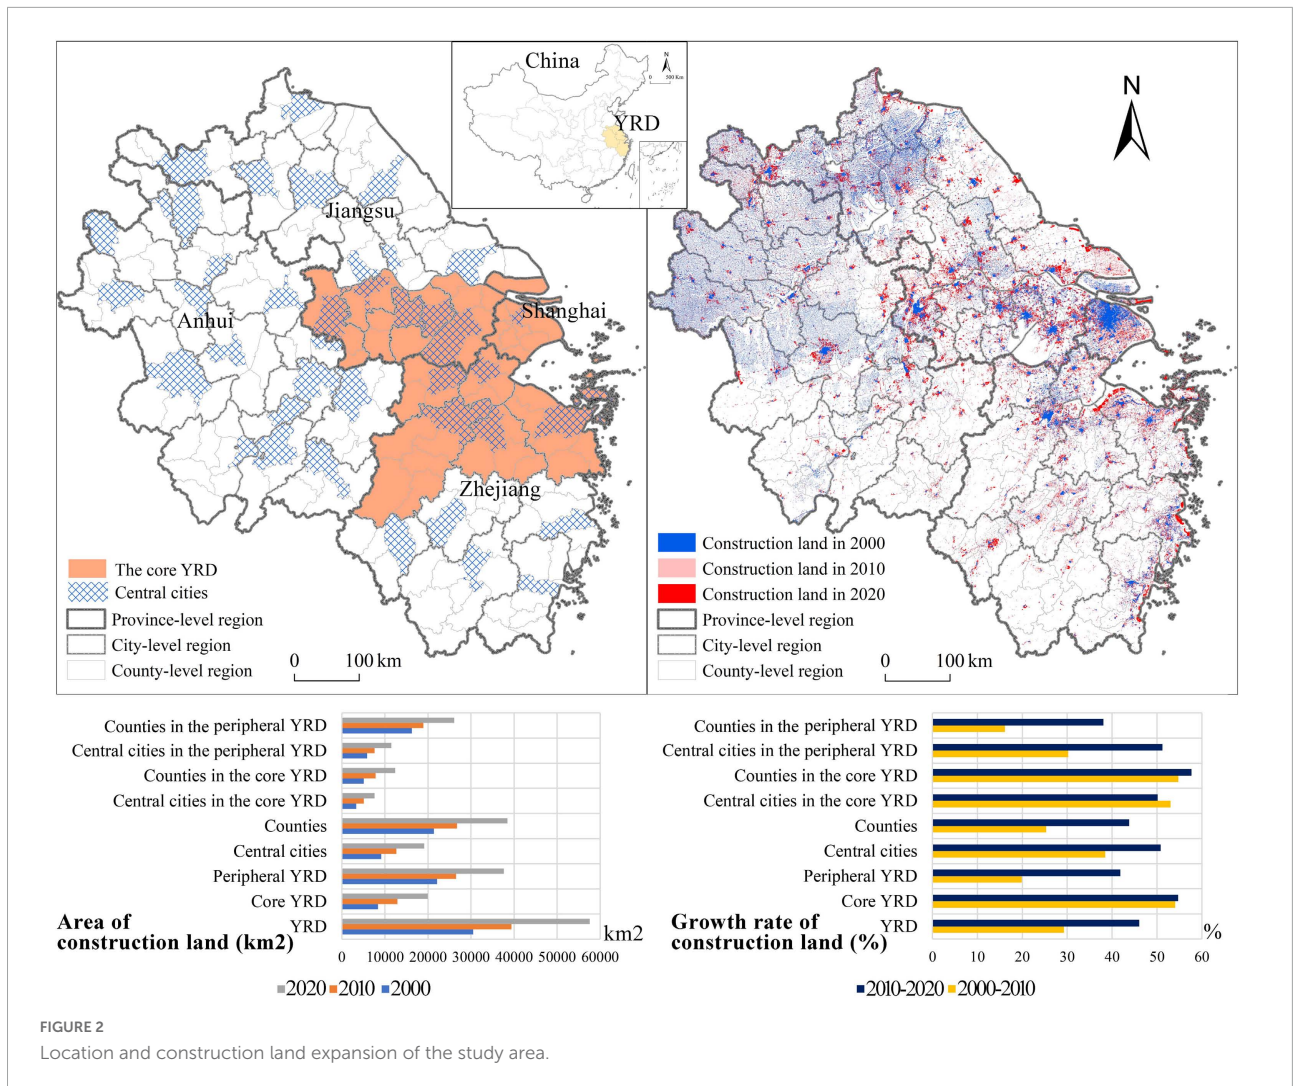 China
N
0 500 Km
YRD
Jiangsu
Anhui
Shanghai
Zhejiang
The core YRD
Central cities
Province-level region
City-level region
County-level region
0 100 km
N
Construction land in 2000
Construction land in 2010
Construction land in 2020
Province-level region
City-level region
County-level region
0 100 km
Counties in the peripheral YRD
Central cities in the peripheral YRD
Counties in the core YRD
Central cities in the core YRD
Counties
Central cities
Peripheral YRD
Core YRD
YRD
Area of
construction land (km2)
km2
0 10000 20000 30000 40000 50000 60000
2020 2010 2000
Counties in the peripheral YRD
Central cities in the peripheral YRD
Counties in the core YRD
Central cities in the core YRD
Counties
Central cities
Peripheral YRD
Core YRD
YRD
Growth rate of
construction land (%)
%
0 10 20 30 40 50 60
2010-2020 2000-2010
FIGURE 2
Location and construction land expansion of the study area.